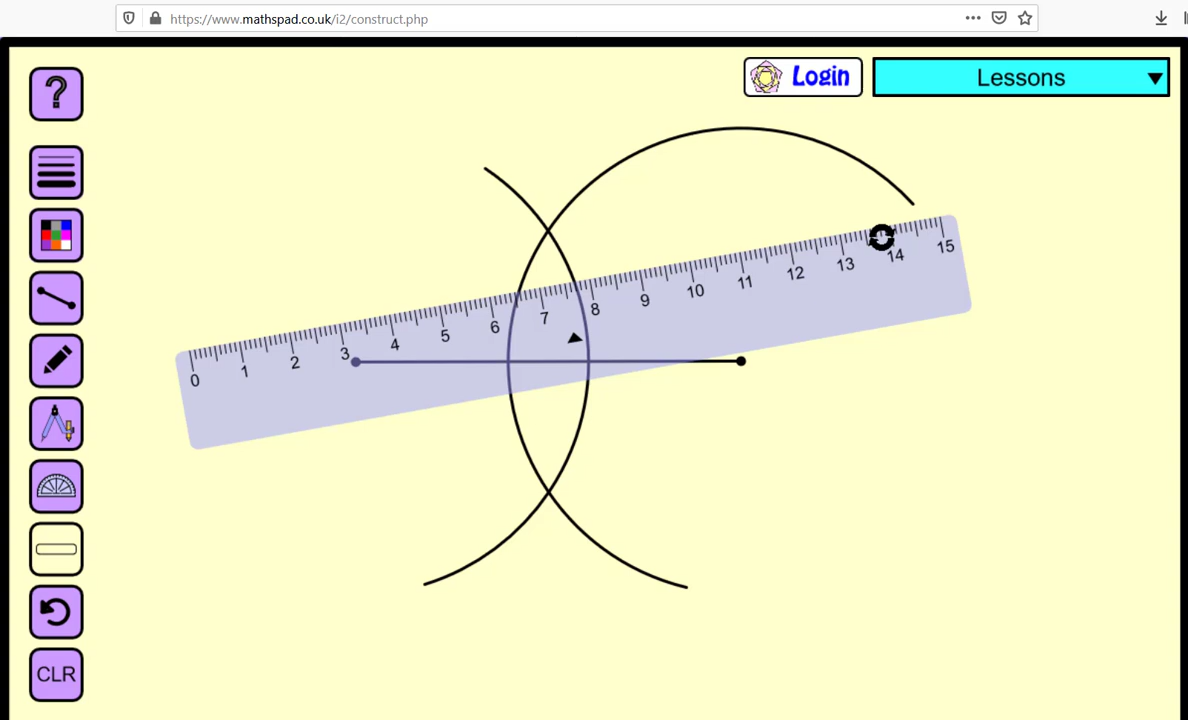 https://www.mathspad.co.uk/i2/construct.php
Login
Lessons
?
0 1 2 3 4 5 6 7 8 9 10 11 12 13 14 15
CLR